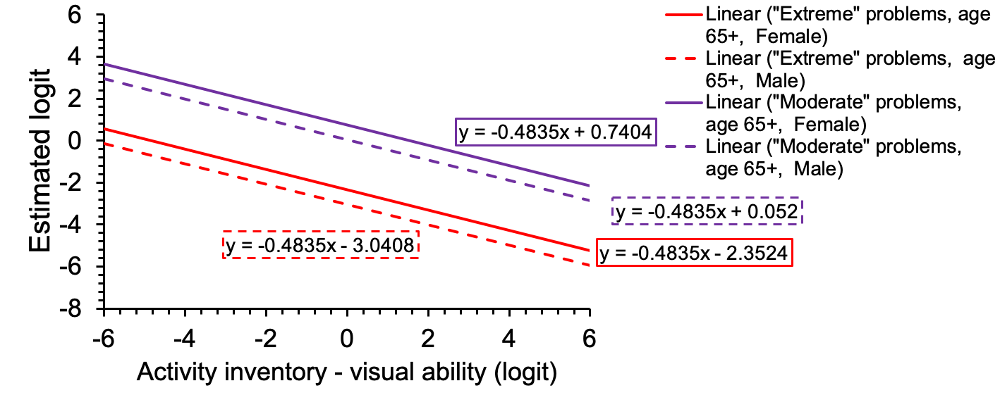 6
4
2
0
-2
-4
-6
-8
Estimated logit
-6 -4 -2 0 2 4 6
Activity inventory - visual ability (logit)
y = -0.4835x + 0.7404
y = -0.4835x + 0.052
y = -0.4835x - 3.0408
y = -0.4835x - 2.3524
Linear ("Extreme" problems, age
65+,  Female)
Linear ("Extreme" problems,  age
65+,  Male)
Linear ("Moderate" problems,
age 65+,  Female)
Linear ("Moderate" problems,
age 65+,  Male)